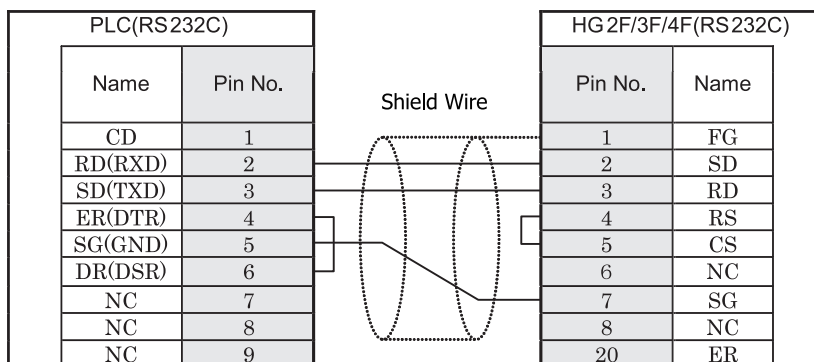 PLC(RS232C) HG2F/3F/4F(RS232C)
Name Pin No. Pin No. Name
Shield Wire
CD 1 1 FG
RD(RXD) 2 2 SD
SD(TXD) 3 3 RD
ER(DTR) 4 4 RS
SG(GND) 5 5 CS
DR(DSR) 6 6 NC
NC 7 7 SG
NC 8 8 NC
NC 9 20 ER